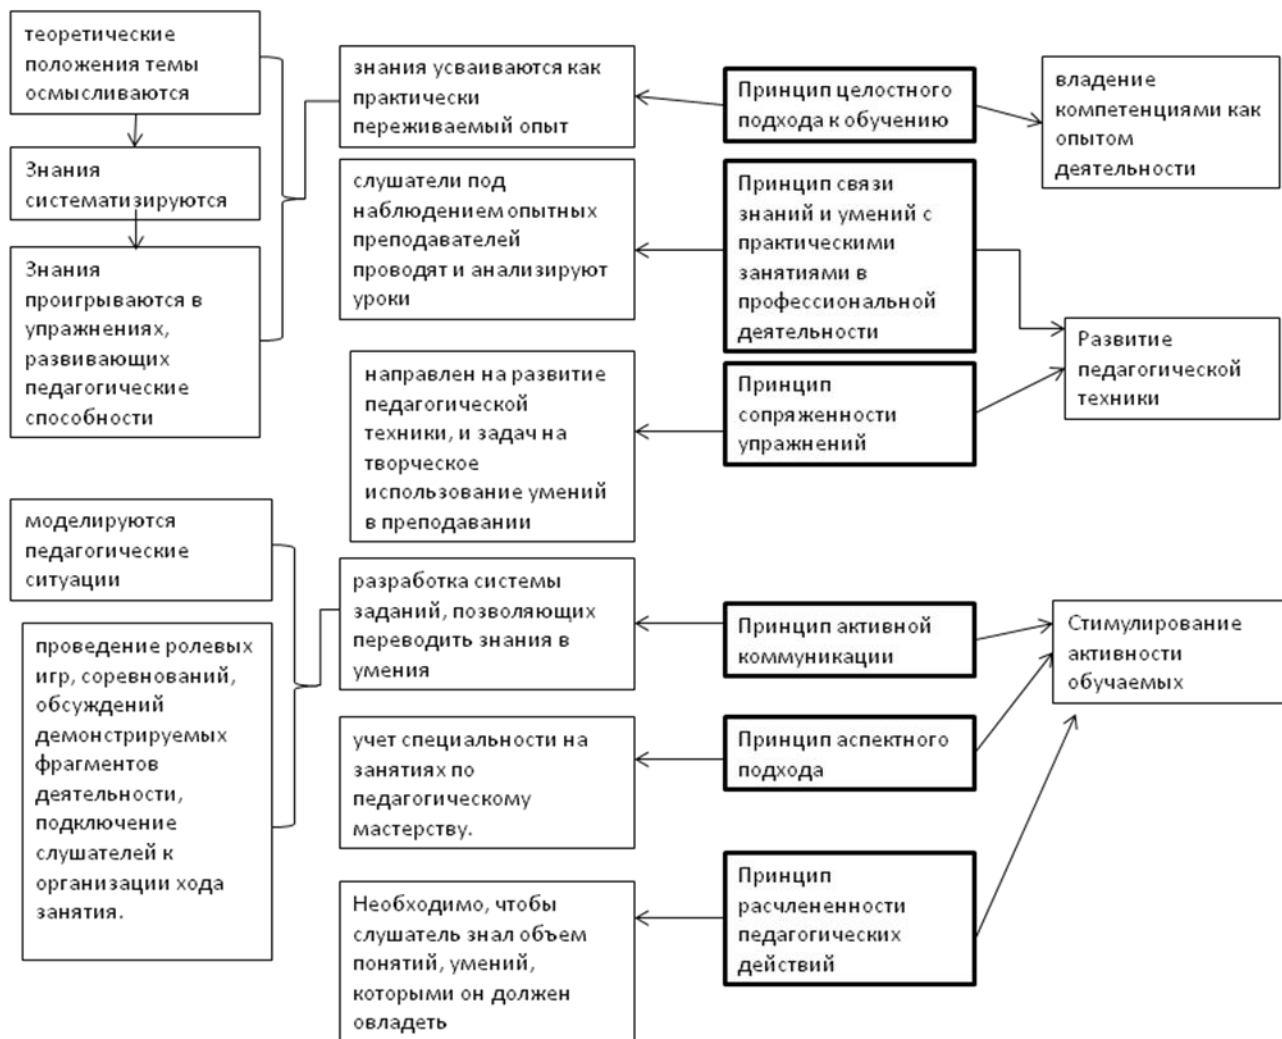 теоретические
положения темы
осмысливаются
Знания
систематизируются
Знания
проигрываются в
упражнениях,
развивающих
педагогические
способности
моделируются
педагогические
ситуации
проведение ролевых
игр, соревнований,
обсуждений
демонстрируемых
фрагментов
деятельности,
подключение
слушателей к
организации хода
занятия.
знания усваиваются как
практически
переживаемый опыт
слушатели под
наблюдением опытных
преподавателей
проводят и анализируют
уроки
направлен на развитие
педагогической
техники, и задач на
творческое
использование умений
в преподавании
разработка системы
заданий, позволяющих
переводить знания в
умения
учет специальности на
занятиях по
педагогическому
мастерству.
Необходимо, чтобы
слушатель знал объем
понятий, умений,
которыми он должен
овладеть
Принцип целостного
подхода к обучению
Принцип связи
знаний и умений с
практическими
занятиями в
профессиональной
деятельности
Принцип
сопряженности
упражнений
Принцип активной
коммуникации
Принцип аспектного
подхода
Принцип
расчлененности
педагогических
действий
владение
компетенциями как
опытом
деятельности
Развитие
педагогической
техники
Стимулирование
активности
обучаемых